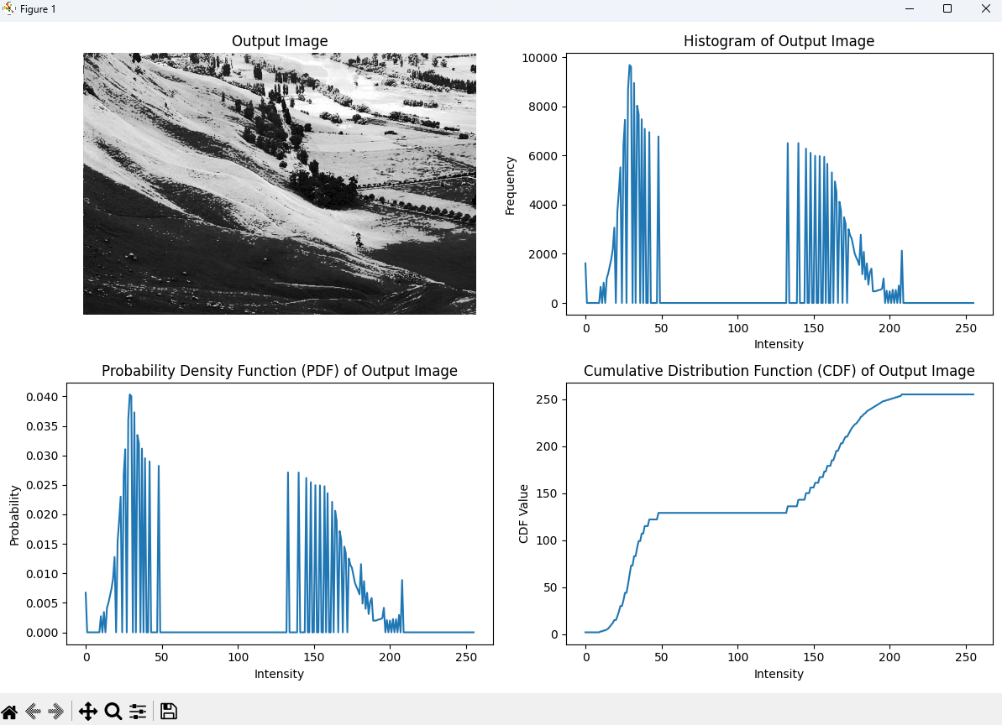 Figure 1
Output Image
Histogram of Output Image
10000
8000
6000
4000
2000
0
Frequency
0 50 100 150 200 250
Intensity
Probability Density Function (PDF) of Output Image
0.040
0.035
0.030
0.025
0.020
0.015
0.010
0.005
0.000
Probability
0 50 100 150 200 250
Intensity
Cumulative Distribution Function (CDF) of Output Image
250
200
150
100
50
0
CDF Value
0 50 100 150 200 250
Intensity